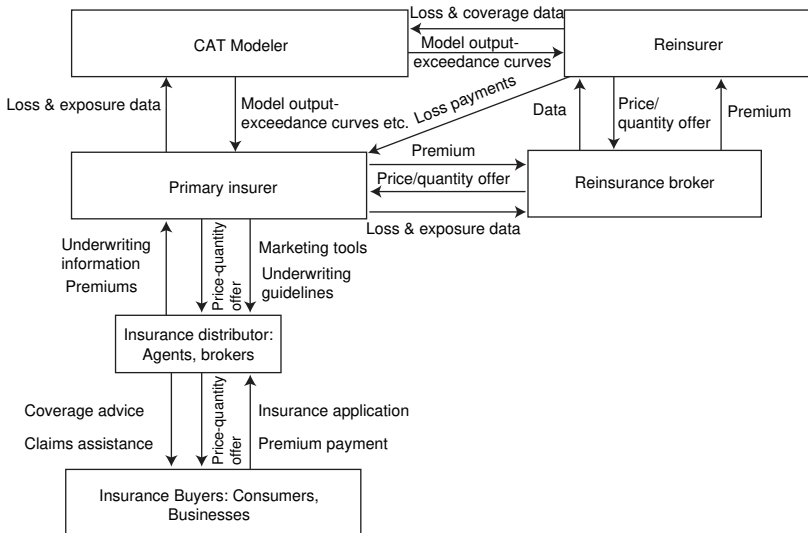 Loss & coverage data
CAT Modeler
Reinsurer
Model output-
exceedance curves
Loss & exposure data
Model output-
exceedance curves etc.
Loss payments
Data
Price/
quantity offer
Premium
Premium
Primary insurer
Price/quantity offer
Reinsurance broker
Loss & exposure data
Underwriting
information
Premiums
Price-quantity
offer
Marketing tools
Underwriting
guidelines
Insurance distributor:
Agents, brokers
Coverage advice
Claims assistance
Price-quantity
offer
Insurance application
Premium payment
Insurance Buyers: Consumers,
Businesses